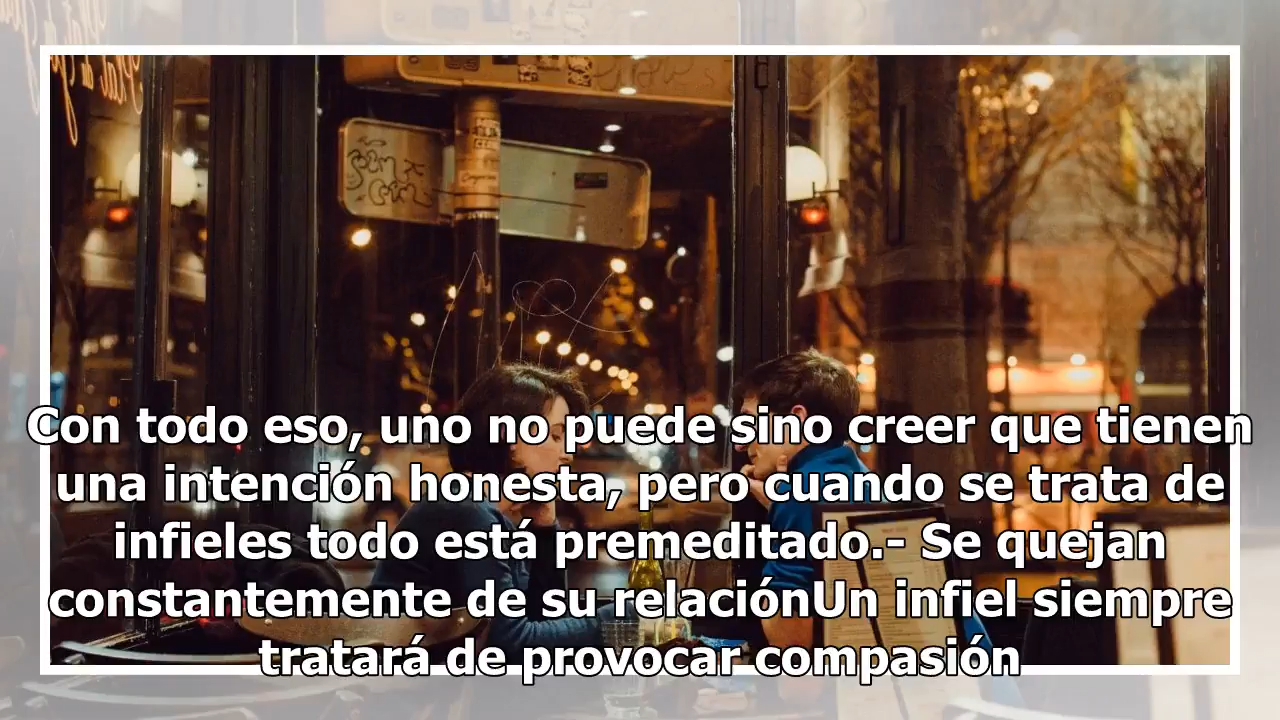 Con todo eso, uno no puede sino creer que tienen
una intención honesta, pero cuando se trata de
infieles todo está premeditado.- Se quejan
constantemente de su relaciónUn infiel siempre
tratará de provocar compasión